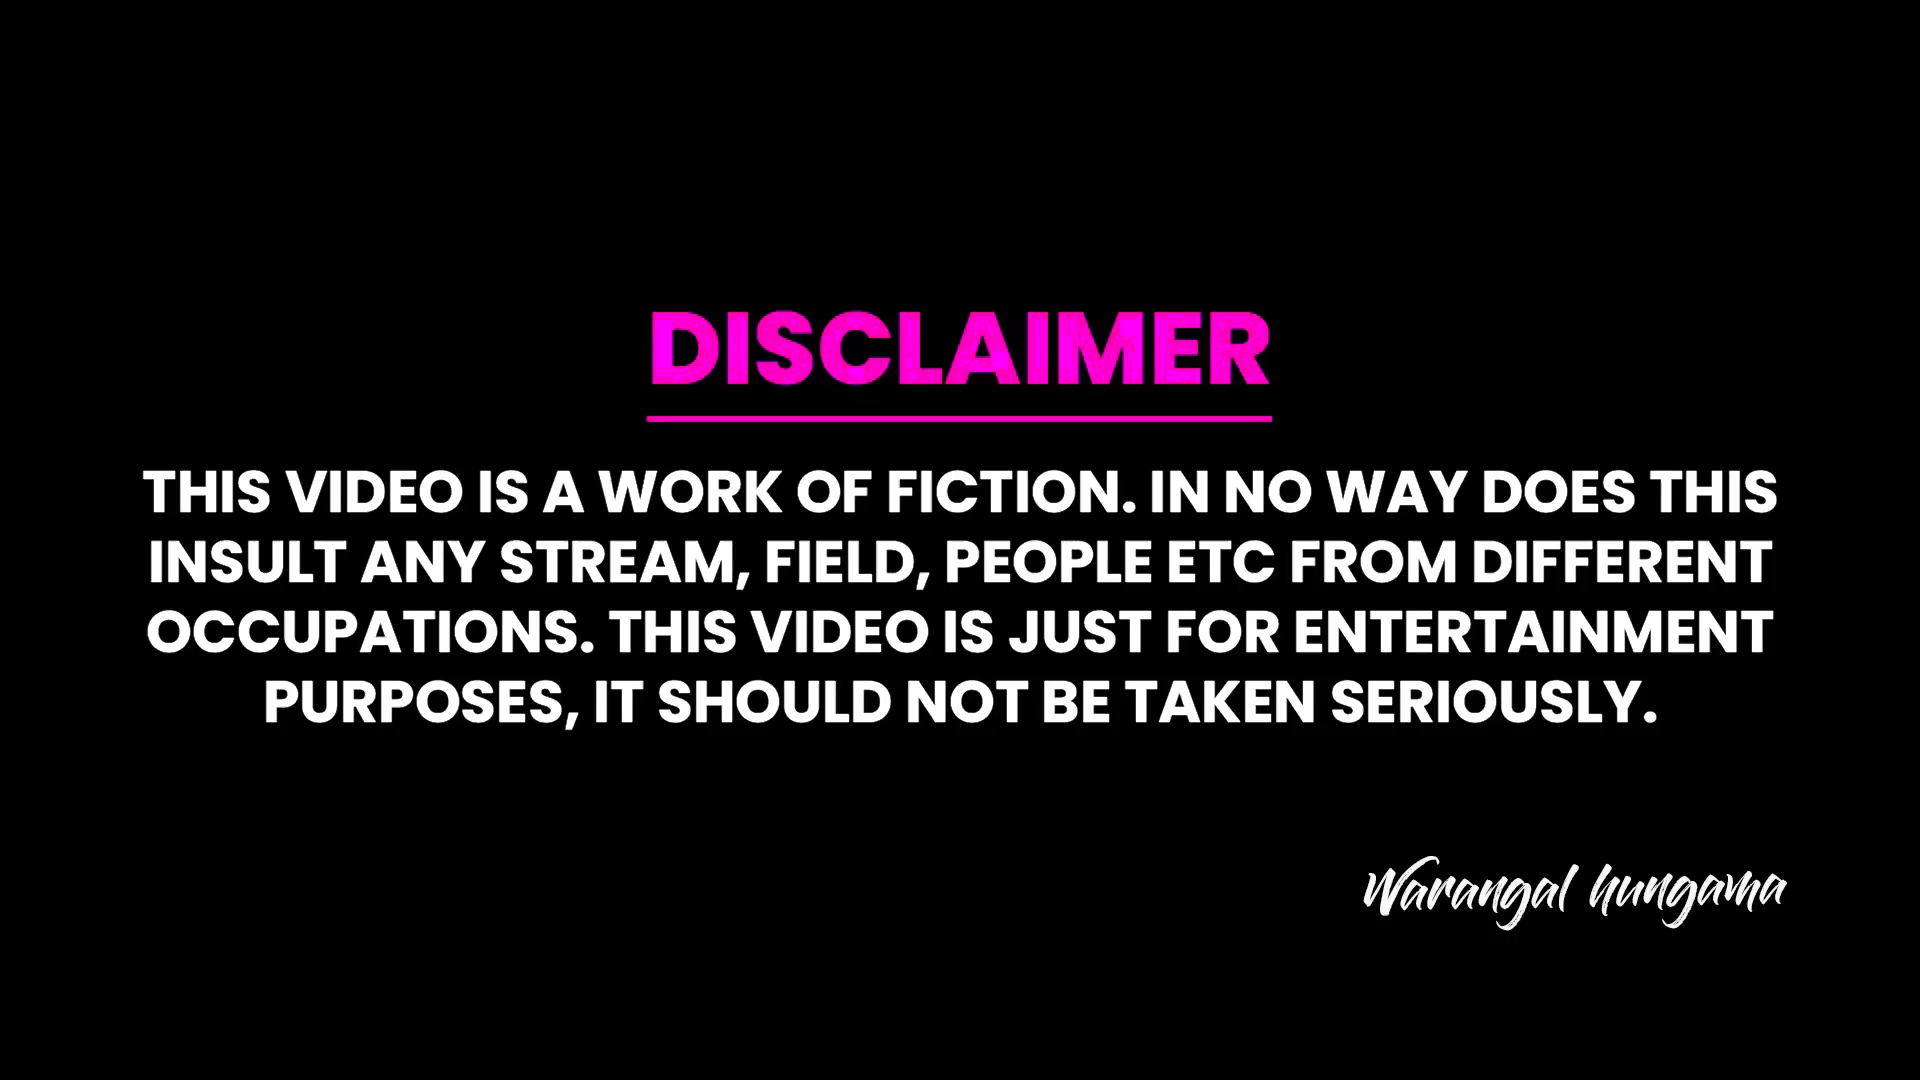 DISCLAIMER
THIS VIDEO IS A WORK OF FICTION. IN NO WAY DOES THIS
INSULT ANY STREAM, FIELD, PEOPLE ETC FROM DIFFERENT
OCCUPATIONS. THIS VIDEO IS JUST FOR ENTERTAINMENT
PURPOSES, IT SHOULD NOT BE TAKEN SERIOUSLY.
Warangal hungama